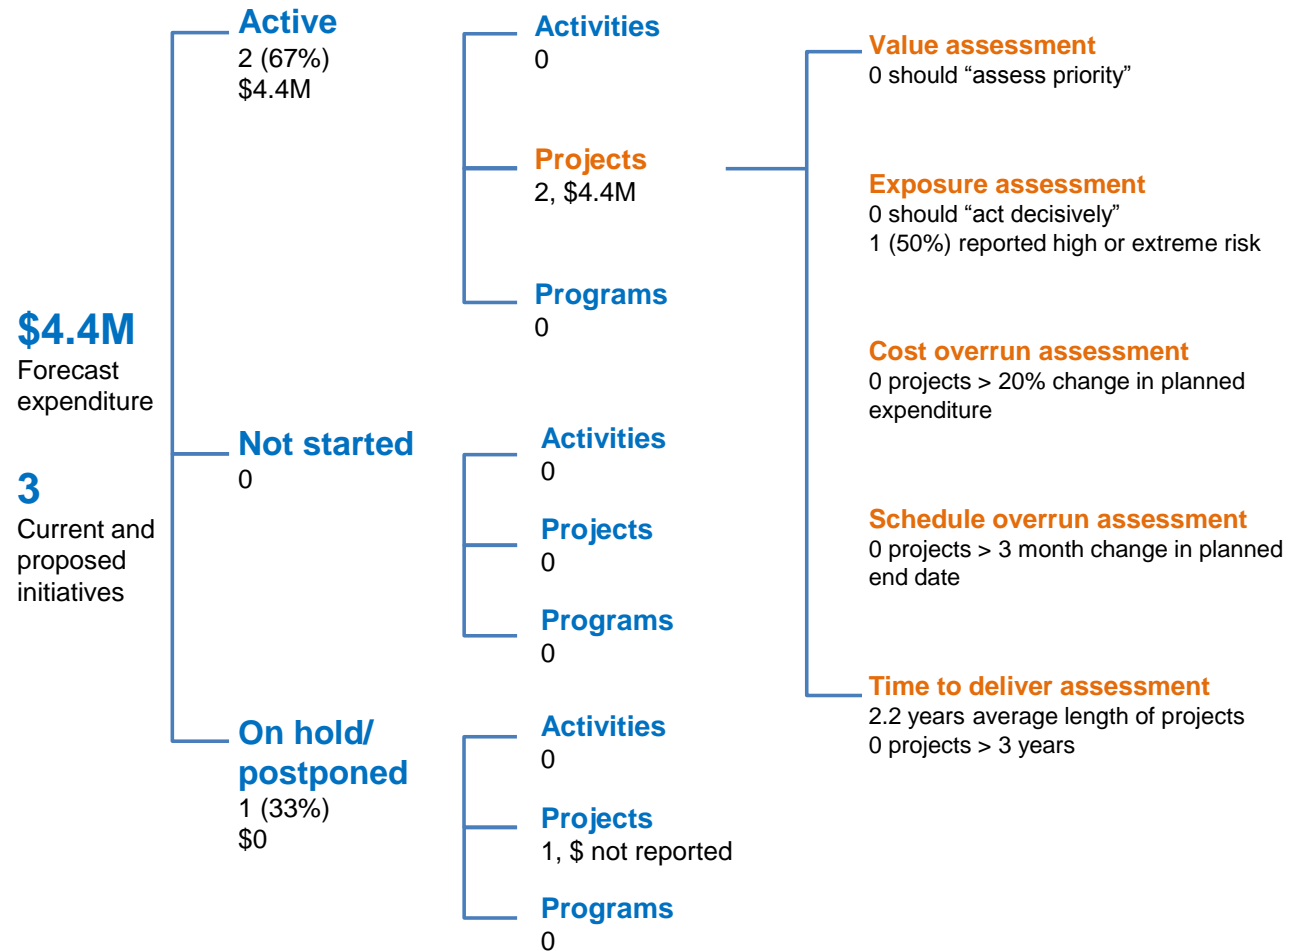 $4.4M
Forecast
expenditure
3
Current and
proposed
initiatives
Active
2 (67%)
$4.4M
Activities
0
Projects
2, $4.4M
Programs
0
Not started
0
Activities
0
Projects
0
Programs
0
On hold/
postponed
1 (33%)
$0
Activities
0
Projects
1, $ not reported
Programs
0
Value assessment
0 should “assess priority”
Exposure assessment
0 should “act decisively”
1 (50%) reported high or extreme risk
Cost overrun assessment
0 projects > 20% change in planned
expenditure
Schedule overrun assessment
0 projects > 3 month change in planned
end date
Time to deliver assessment
2.2 years average length of projects
0 projects > 3 years